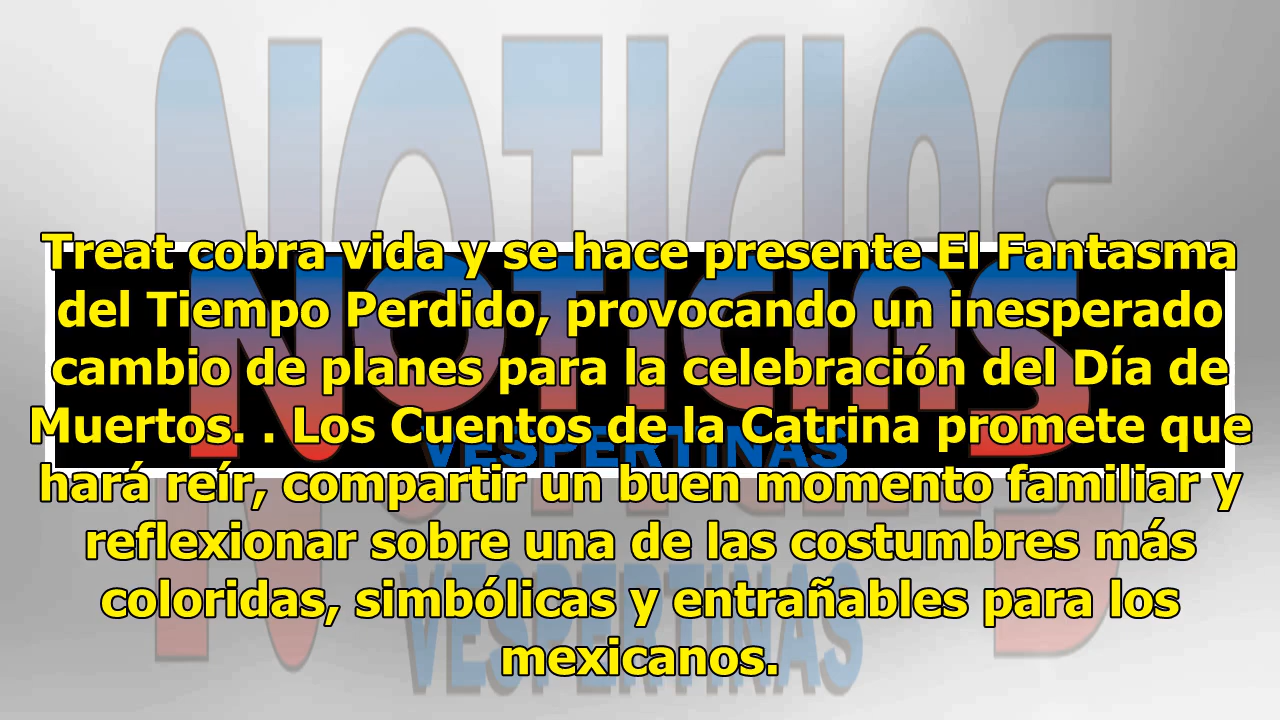 NOTICIAS
Treat cobra vida y se hace presente El Fantasma
del Tiempo Perdido, provocando un inesperado
cambio de planes para la celebración del Día de
Muertos. . Los Cuentos de la Catrina promete que
hará reír, compartir un buen momento familiar y
reflexionar sobre una de las costumbres más
coloridas, simbólicas y entrañables para los
mexicanos.
NOTICIAS
VESPERTINAS
VESPERTINAS